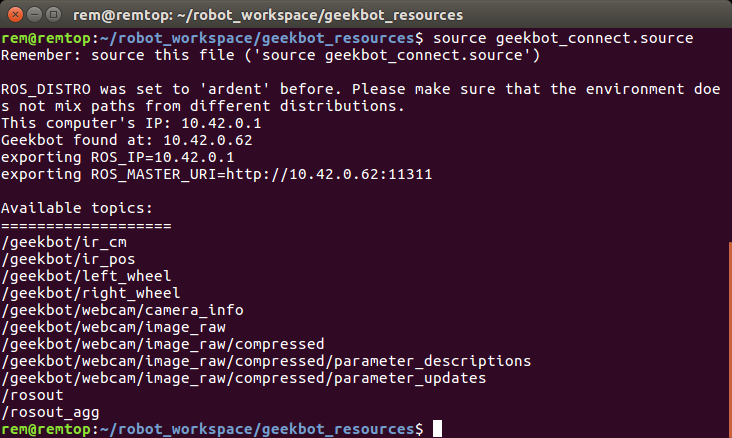 rem@remtop: ~/robot_workspace/geekbot_resources
rem@remtop:~/robot_workspace/geekbot_resources$ source geekbot_connect.source
Remember: source this file ('source geekbot_connect.source')
ROS_DISTRO was set to 'ardent' before. Please make sure that the environment doe
s not mix paths from different distributions.
This computer's IP: 10.42.0.1
Geekbot found at: 10.42.0.62
exporting ROS_IP=10.42.0.1
exporting ROS_MASTER_URI=http://10.42.0.62:11311
Available topics:
===================
/geekbot/ir_cm
/geekbot/ir_pos
/geekbot/left_wheel
/geekbot/right_wheel
/geekbot/webcam/camera_info
/geekbot/webcam/image_raw
/geekbot/webcam/image_raw/compressed
/geekbot/webcam/image_raw/compressed/parameter_descriptions
/geekbot/webcam/image_raw/compressed/parameter_updates
/rosout
/rosout_agg
rem@remtop:~/robot_workspace/geekbot_resources$